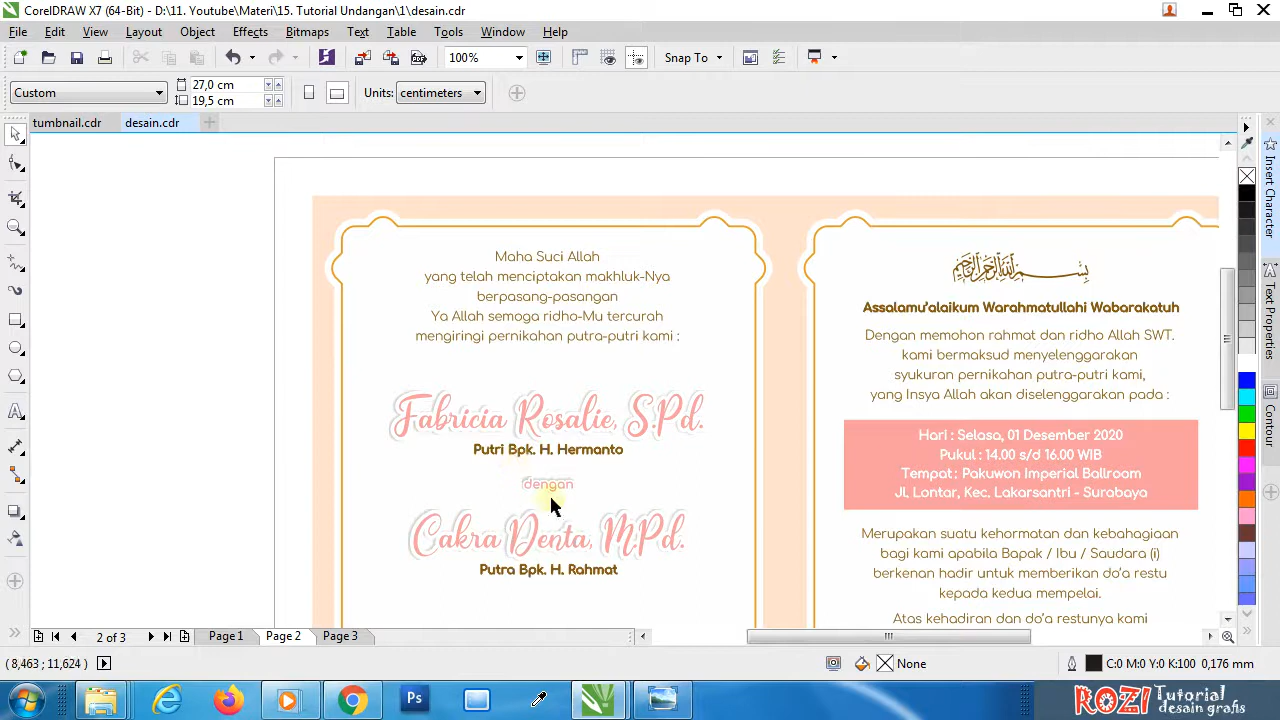 CorelDRAW X7 (64-Bit) - D:\11. Youtube\Materi\15. Tutorial Undangan\1\desain.cdr
File Edit View Layout Object Effects Bitmaps Text Table Tools Window Help
100% Snap To
Custom 27,0 cm Units: centimeters
19,5 cm
tumbnail.cdr desain.cdr
Maha Suci Allah
yang telah menciptakan makhluk-Nya
berpasang-pasangan
Ya Allah semoga ridho-Mu tercurah
mengiringi pernikahan putra-putri kami :
Fabricia Rosalie, S.Pd.
Putri Bpk. H. Hermanto
dengan
Cakra Denta, M.Pd.
Putra Bpk. H. Rahmat
بسم الله الرحمن الرحيم
Assalamu'alaikum Warahmatullahi Wabarakatuh
Dengan memohon rahmat dan ridho Allah SWT.
kami bermaksud menyelenggarakan
syukuran pernikahan putra-putri kami,
yang Insya Allah akan diselenggarakan pada :
Hari : Selasa, 01 Desember 2020
Pukul : 14.00 s/d 16.00 WIB
Tempat : Pakuwon Imperial Ballroom
Jl. Lontar, Kec. Lakarsantri - Surabaya
Merupakan suatu kehormatan dan kebahagiaan
bagi kami apabila Bapak / Ibu / Saudara (i)
berkenan hadir untuk memberikan do'a restu
kepada kedua mempelai.
Atas kehadiran dan do'a restunya kami
Insert Character
Text Properties
Contour
2 of 3 Page 1 Page 2 Page 3
(8,463 ; 11,624) None C:0 M:0 Y:0 K:100 0,176 mm
Ps
ROZI Tutorial
desain grafis